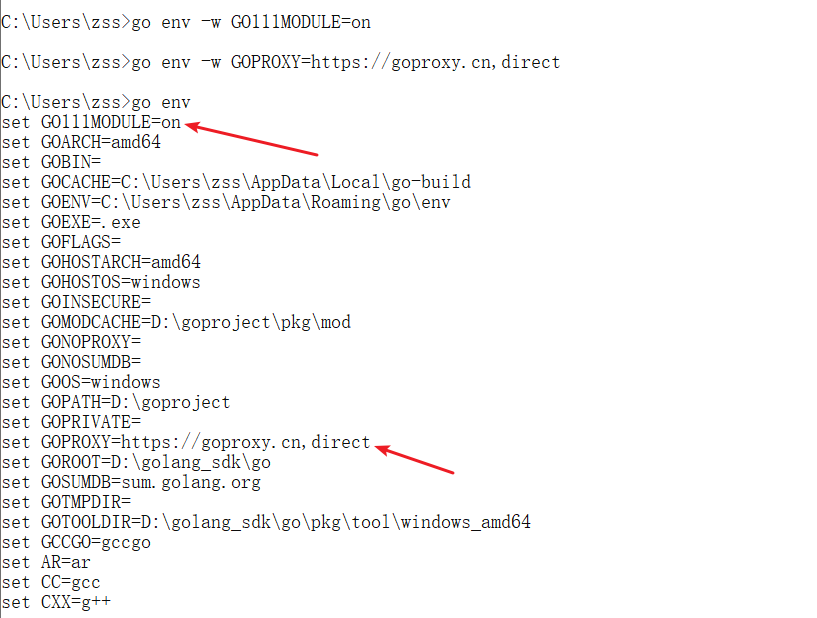 C:\Users\zss>go env -w GO111MODULE=on
C:\Users\zss>go env -w GOPROXY=https://goproxy.cn,direct
C:\Users\zss>go env
set GO111MODULE=on
set GOARCH=amd64
set GOBIN=
set GOCACHE=C:\Users\zss\AppData\Local\go-build
set GOENV=C:\Users\zss\AppData\Roaming\go\env
set GOEXE=.exe
set GOFLAGS=
set GOHOSTARCH=amd64
set GOHOSTOS=windows
set GOINSECURE=
set GOMODCACHE=D:\goproject\pkg\mod
set GONOPROXY=
set GONOSUMDB=
set GOOS=windows
set GOPATH=D:\goproject
set GOPRIVATE=
set GOPROXY=https://goproxy.cn,direct
set GOROOT=D:\golang_sdk\go
set GOSUMDB=sum.golang.org
set GOTMPDIR=
set GOTOOLDIR=D:\golang_sdk\go\pkg\tool\windows_amd64
set GCCGO=gccgo
set AR=ar
set CC=gcc
set CXX=g++